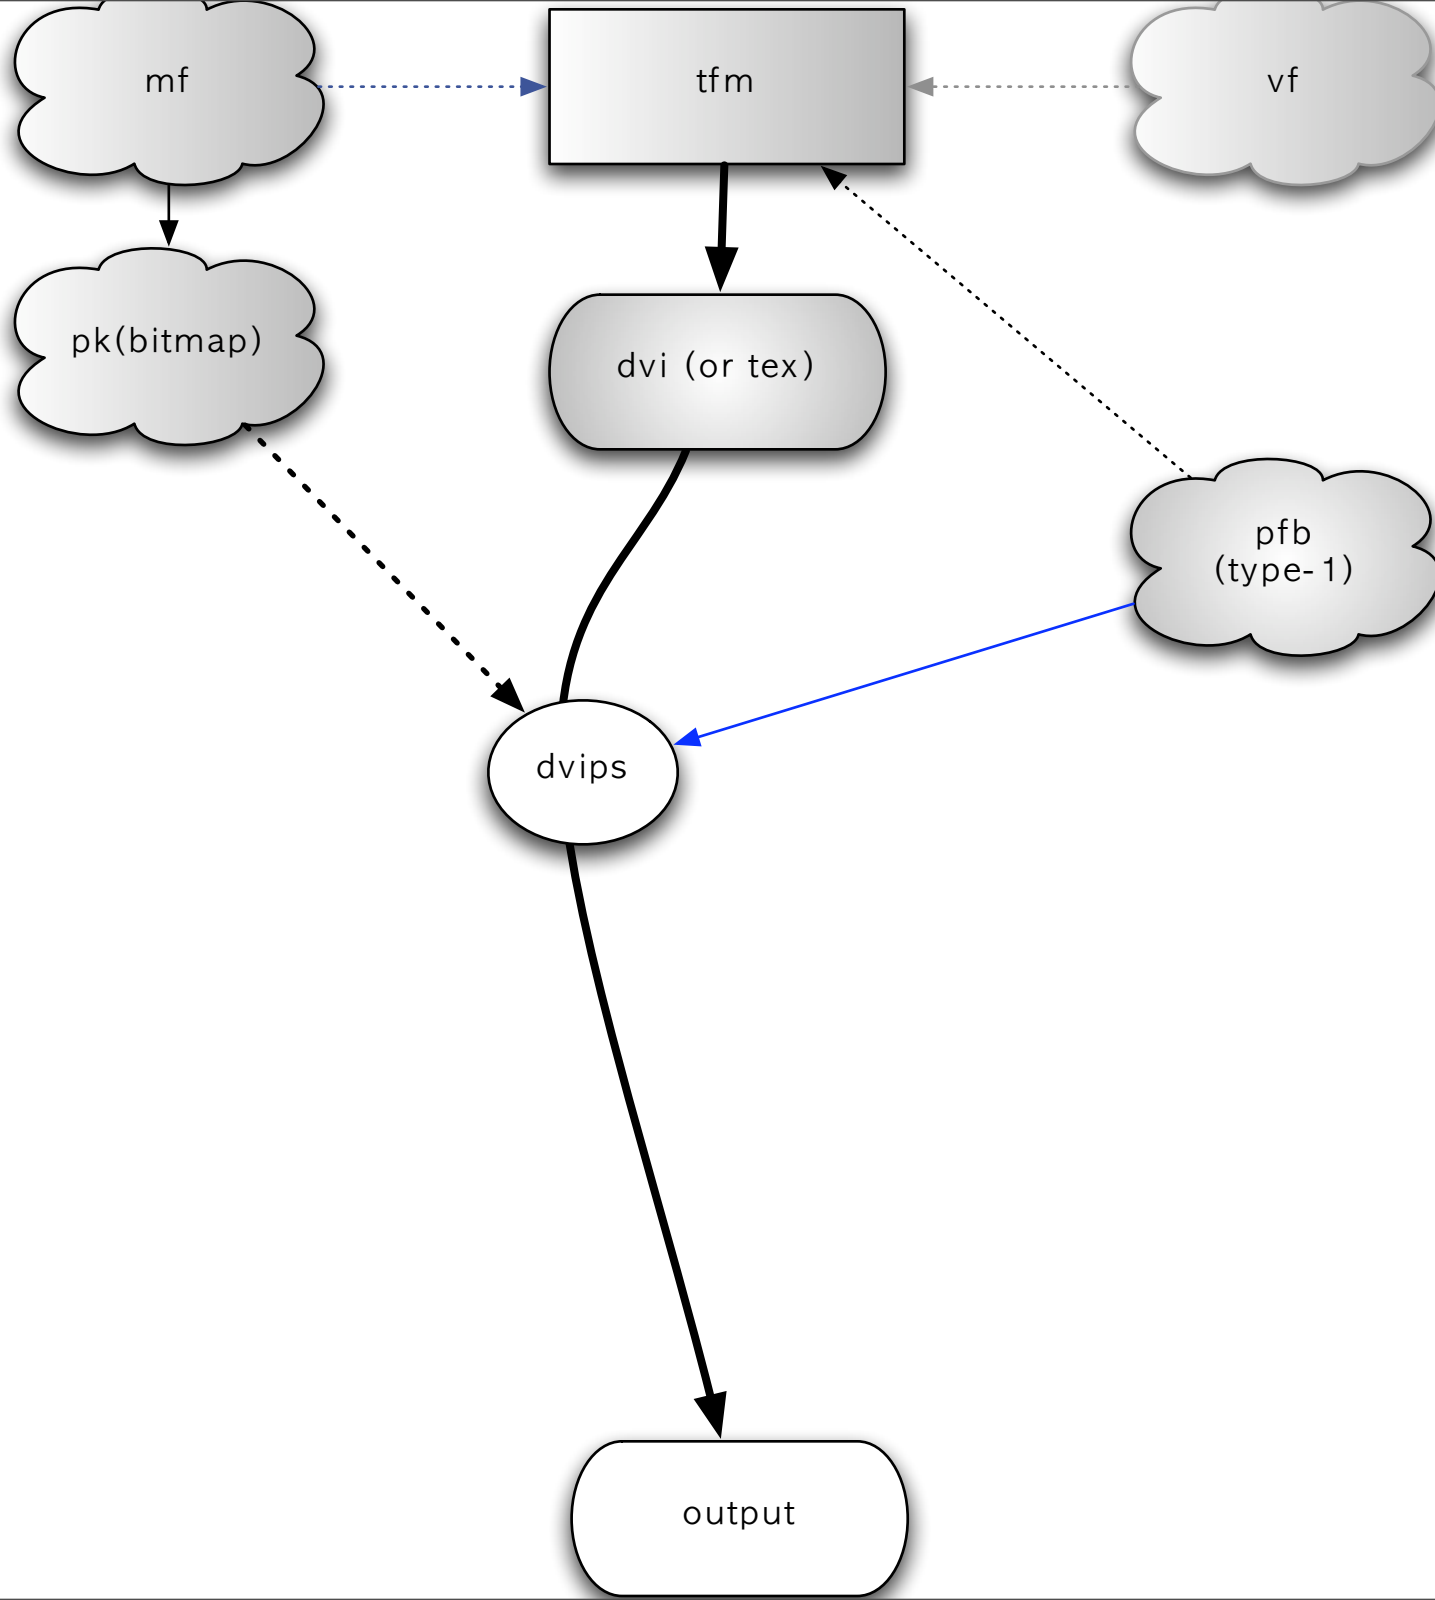 mf
tfm
vf
pk(bitmap)
dvi (or tex)
pfb
(type-1)
dvips
output